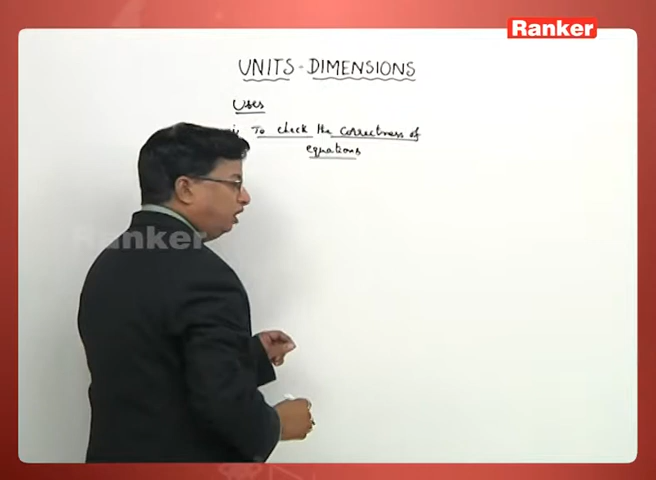 Ranker
UNITS - DIMENSIONS
Uses
i, To check the correctness of
equations
Ranker